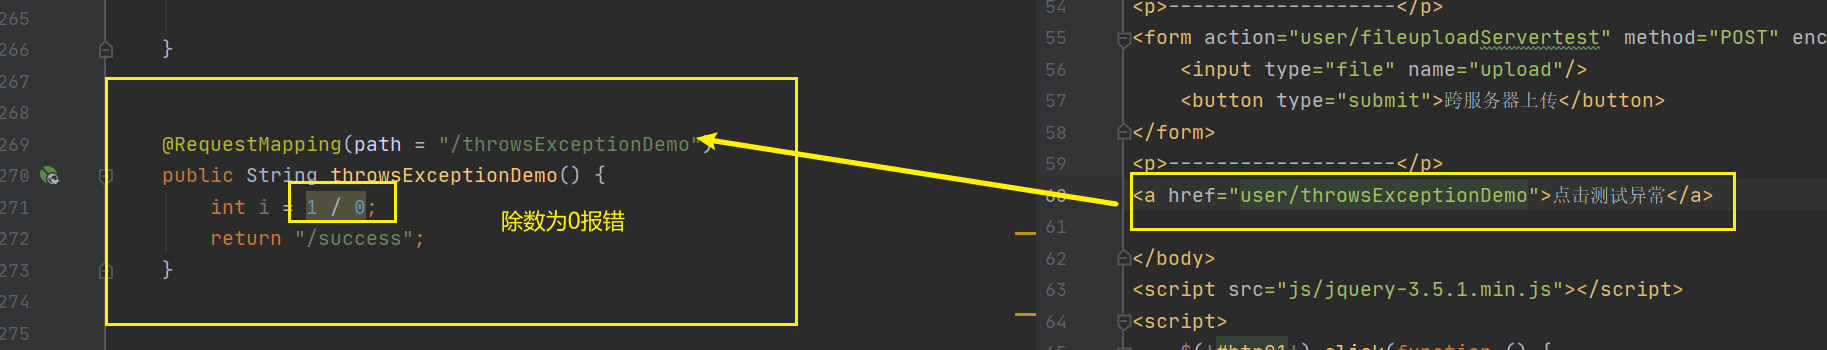 265
266 }
267
268
269 @RequestMapping(path = "/throwsExceptionDemo")
270 public String throwsExceptionDemo() {
271 int i = 1 / 0;
除数为0报错
272 return "/success";
273 }
274
275
54 <p>-------------------</p>
55 <form action="user/fileuploadServertest" method="POST" enc
56 <input type="file" name="upload"/>
57 <button type="submit">跨服务器上传</button>
58 </form>
59 <p>-------------------</p>
60 <a href="user/throwsExceptionDemo">点击测试异常</a>
61
62 </body>
63 <script src="js/jquery-3.5.1.min.js"></script>
64 <script>